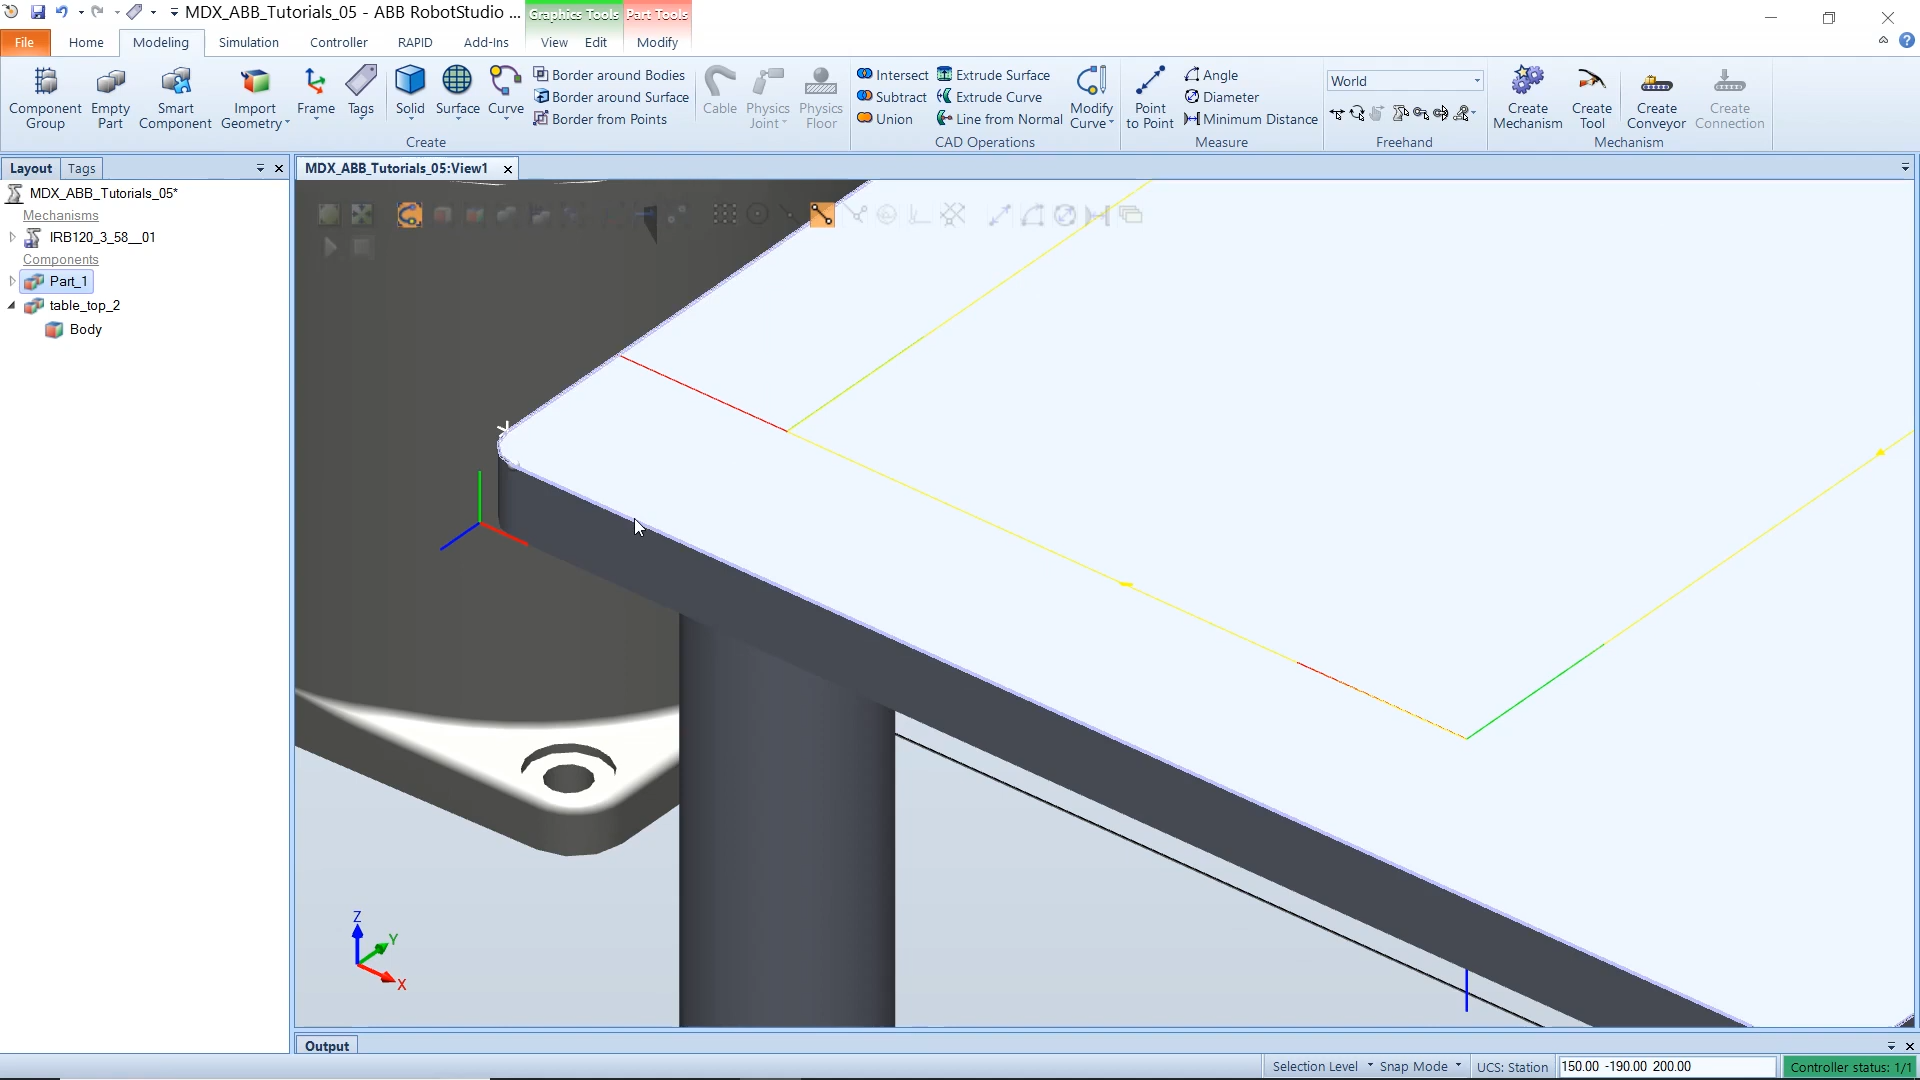 MDX_ABB_Tutorials_05 - ABB RobotStudio ...
Graphics Tools Part Tools
File Home Modeling Simulation Controller RAPID Add-Ins View Edit Modify
Component Group
Empty Part
Smart Component
Import Geometry
Frame
Tags
Solid
Surface
Curve
Border around Bodies
Border around Surface
Border from Points
Create
Cable
Physics Joint
Physics Floor
Intersect
Subtract
Union
Extrude Surface
Extrude Curve
Line from Normal
Modify Curve
CAD Operations
Point to Point
Angle
Diameter
Minimum Distance
Measure
World
Freehand
Create Mechanism
Create Tool
Create Conveyor
Create Connection
Mechanism
Layout Tags
MDX_ABB_Tutorials_05:View1
MDX_ABB_Tutorials_05*
Mechanisms
IRB120_3_58__01
Components
Part_1
table_top_2
Body
Z
Y
X
Output
Selection Level Snap Mode UCS: Station 150.00 -190.00 200.00 Controller status: 1/1